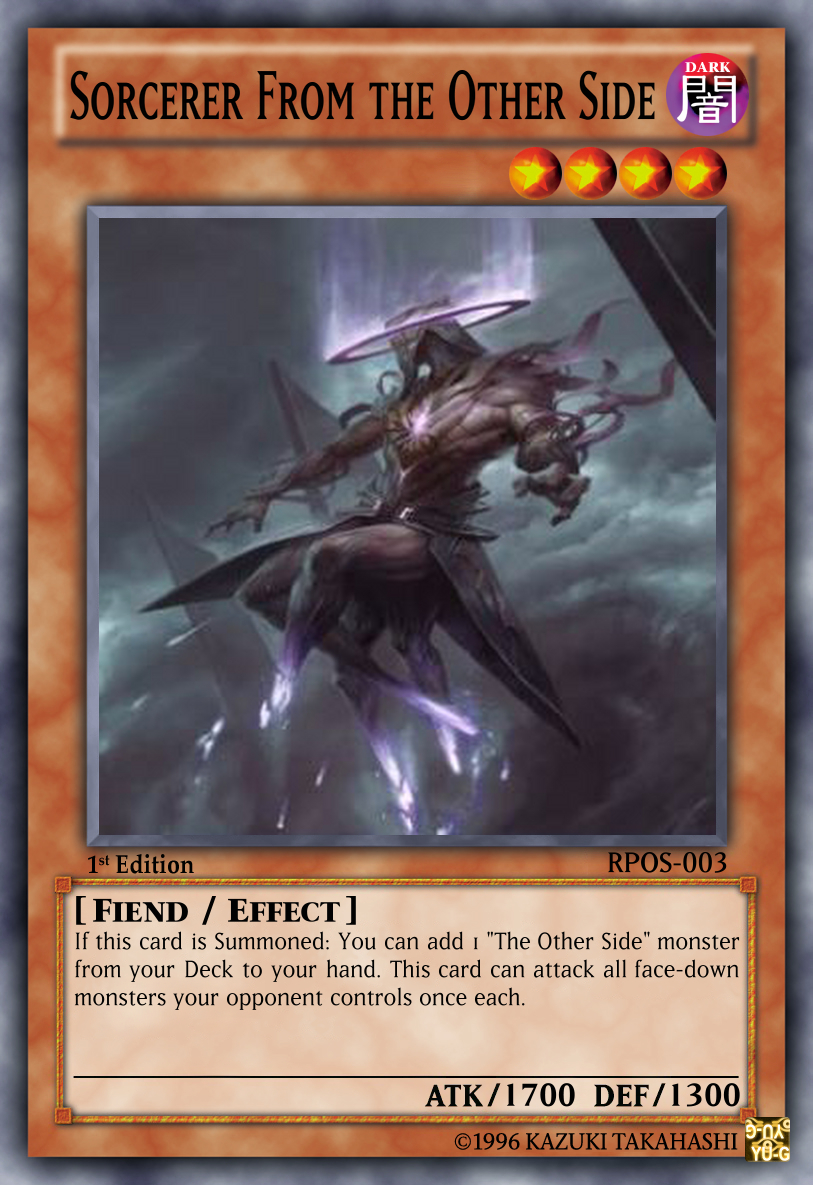 SORCERER FROM THE OTHER SIDE
DARK
闇
1st Edition
RPOS-003
[ FIEND / EFFECT ]
If this card is Summoned: You can add 1 "The Other Side" monster
from your Deck to your hand. This card can attack all face-down
monsters your opponent controls once each.
ATK/1700 DEF/1300
©1996 KAZUKI TAKAHASHI